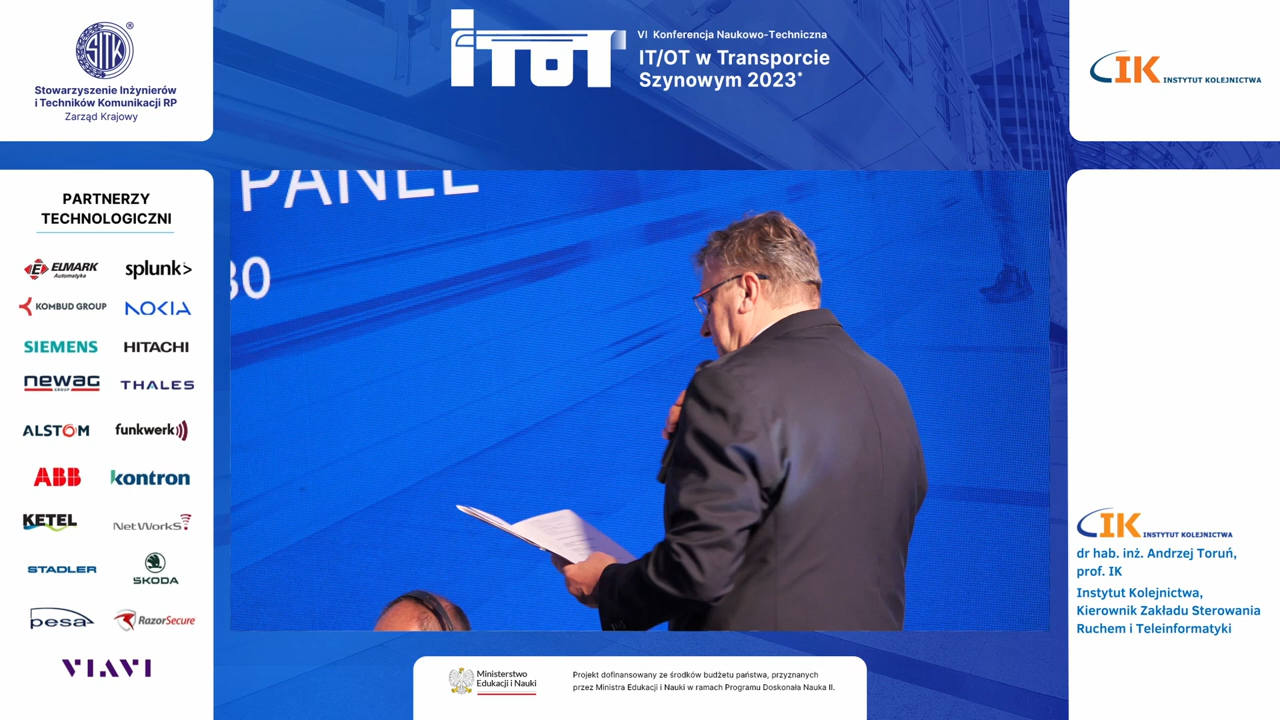 SITK
®
Stowarzyszenie Inżynierów
i Techników Komunikacji RP
Zarząd Krajowy
iTOT
VI Konferencja Naukowo-Techniczna
IT/OT w Transporcie
Szynowym 2023*
IK INSTYTUT KOLEJNICTWA
PARTNERZY
TECHNOLOGICZNI
ELMARK
Automatyka
splunk>
KOMBUD GROUP
NOKIA
SIEMENS
HITACHI
newag
GROUP
THALES
ALSTOM
funkwerk
ABB
kontron
KETEL
NetWorkS!
STADLER
ŠKODA
pesa
RazorSecure
VIAVI
PANEL
30
IK INSTYTUT KOLEJNICTWA
dr hab. inż. Andrzej Toruń,
prof. IK
Instytut Kolejnictwa,
Kierownik Zakładu Sterowania
Ruchem i Teleinformatyki
Ministerstwo
Edukacji i Nauki
Projekt dofinansowany ze środków budżetu państwa, przyznanych
przez Ministra Edukacji i Nauki w ramach Programu Doskonała Nauka II.